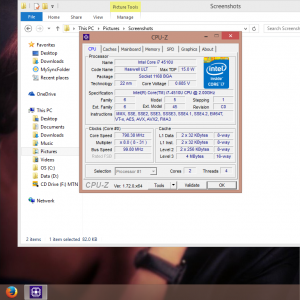 Picture Tools
Screenshots
File
Home
Share
View
Manage
This PC
Pictures
Screenshots
Favorites
Desktop
Downloads
Dropbox
MySyncFolder
Recent places
OneDrive
This PC
Desktop
Documents
Downloads
Music
Pictures
Videos
OS (C:)
Data (D:)
CD Drive (F:) MTN
2 items
1 item selected 82.0 KB
CPU-Z
CPU Caches Mainboard Memory SPD Graphics About
Processor
Name Intel Core i7 4510U
Code Name Haswell ULT Max TDP 15.0 W
Package Socket 1168 BGA
Technology 22 nm Core Voltage 0.665 V
Specification Intel(R) Core(TM) i7-4510U CPU @ 2.00GHz
Family 6 Model 5 Stepping 1
Ext. Family 6 Ext. Model 45 Revision C0
Instructions MMX, SSE, SSE2, SSE3, SSSE3, SSE4.1, SSE4.2, EM64T,
VT-x, AES, AVX, AVX2, FMA3
intel inside
CORE i7
Clocks (Core #0)
Core Speed 798.30 MHz
Multiplier x 8.0 ( 8 - 31 )
Bus Speed 99.80 MHz
Rated FSB
Cache
L1 Data 2 x 32 KBytes 8-way
L1 Inst. 2 x 32 KBytes 8-way
Level 2 2 x 256 KBytes 8-way
Level 3 4 MBytes 16-way
Selection Processor #1 Cores 2 Threads 4
CPU-Z Ver. 1.72.0.x64 Tools Validate OK